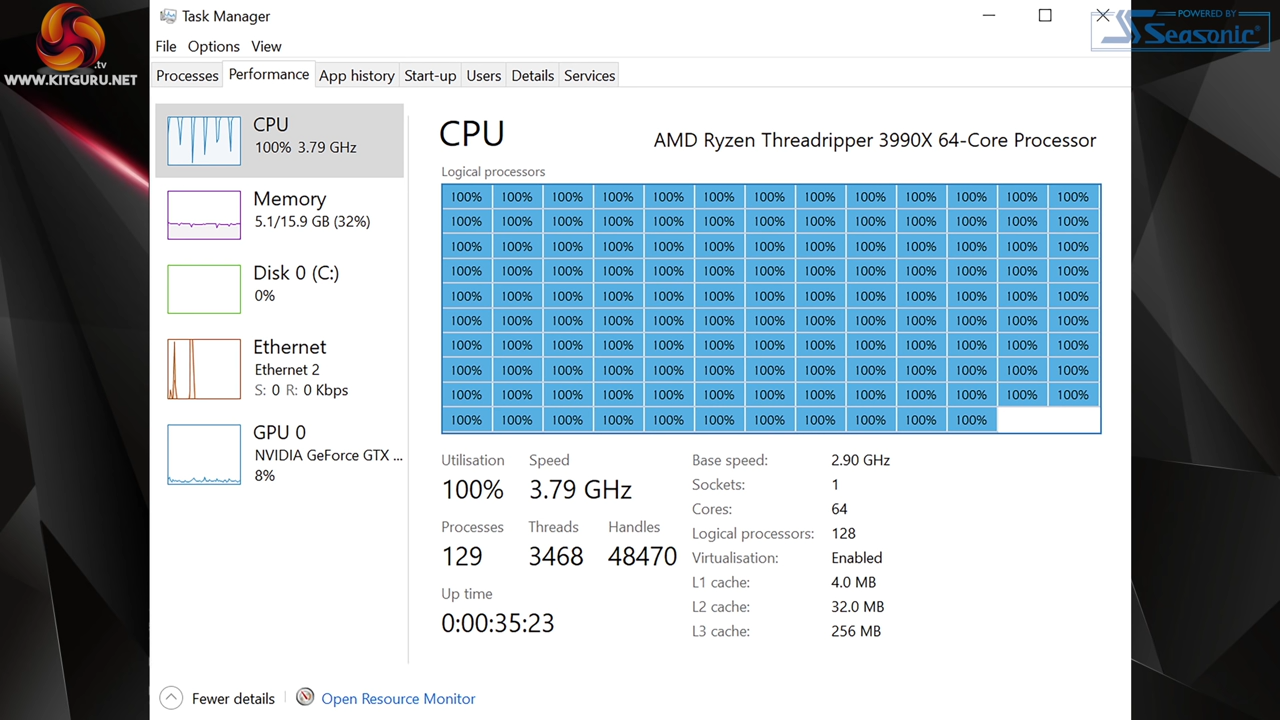 Task Manager
POWERED BY
Seasonic
.tv
WWW.KITGURU.NET
File Options View
Processes Performance App history Start-up Users Details Services
CPU
100% 3.79 GHz
Memory
5.1/15.9 GB (32%)
Disk 0 (C:)
0%
Ethernet
Ethernet 2
S: 0 R: 0 Kbps
GPU 0
NVIDIA GeForce GTX ...
8%
CPU
AMD Ryzen Threadripper 3990X 64-Core Processor
Logical processors
100% 100% 100% 100% 100% 100% 100% 100% 100% 100% 100% 100% 100%
100% 100% 100% 100% 100% 100% 100% 100% 100% 100% 100% 100% 100%
100% 100% 100% 100% 100% 100% 100% 100% 100% 100% 100% 100% 100%
100% 100% 100% 100% 100% 100% 100% 100% 100% 100% 100% 100% 100%
100% 100% 100% 100% 100% 100% 100% 100% 100% 100% 100% 100% 100%
100% 100% 100% 100% 100% 100% 100% 100% 100% 100% 100% 100% 100%
100% 100% 100% 100% 100% 100% 100% 100% 100% 100% 100% 100% 100%
100% 100% 100% 100% 100% 100% 100% 100% 100% 100% 100% 100% 100%
100% 100% 100% 100% 100% 100% 100% 100% 100% 100% 100% 100% 100%
100% 100% 100% 100% 100% 100% 100% 100% 100% 100% 100%
Utilisation Speed
100% 3.79 GHz
Processes Threads Handles
129 3468 48470
Up time
0:00:35:23
Base speed: 2.90 GHz
Sockets: 1
Cores: 64
Logical processors: 128
Virtualisation: Enabled
L1 cache: 4.0 MB
L2 cache: 32.0 MB
L3 cache: 256 MB
Fewer details Open Resource Monitor